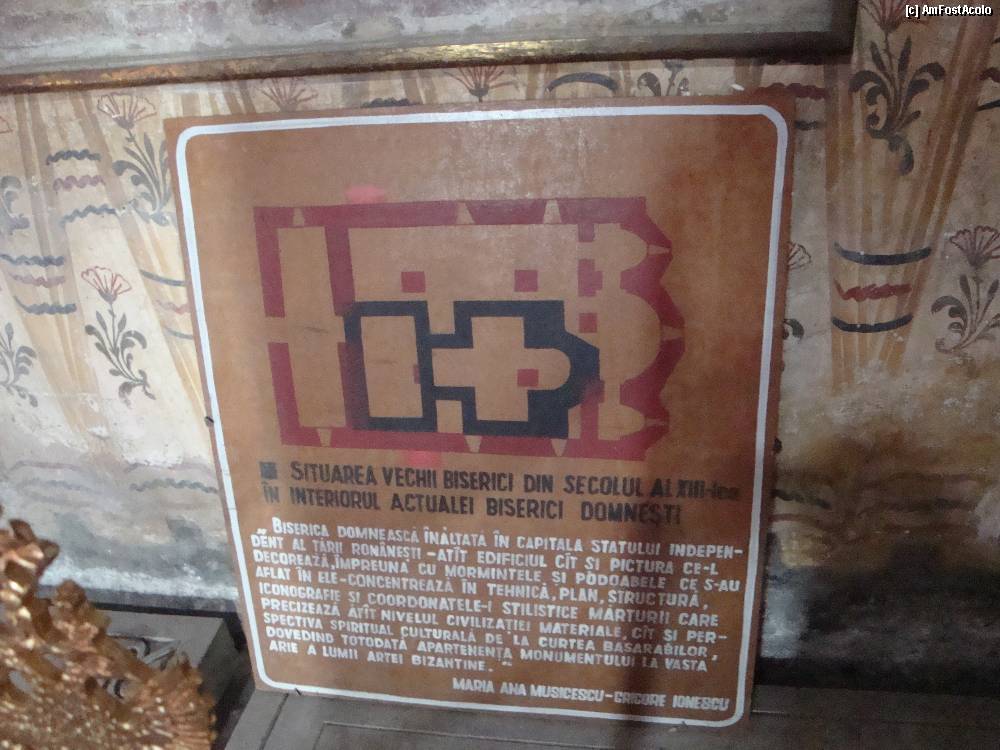 [c] AmFostAcolo
SITUAREA VECHII BISERICI DIN SECOLUL AL XIII-lea
ÎN INTERIORUL ACTUALEI BISERICI DOMNEȘTI
„BISERICA DOMNEASCĂ ÎNĂLTATĂ ÎN CAPITALA STATULUI INDEPEN-
DENT AL ȚĂRII ROMÂNEȘTI -ATÎT EDIFICIUL CÎT ȘI PICTURA CE-L
DECOREAZĂ, ÎMPREUNĂ CU MORMINTELE ȘI PODOABELE CE S-AU
AFLAT ÎN ELE-CONCENTREAZĂ ÎN TEHNICĂ, PLAN, STRUCTURĂ,
ICONOGRAFIE ȘI COORDONATELE-I STILISTICE MĂRTURII CARE
PRECIZEAZĂ ATÎT NIVELUL CIVILIZAȚIEI MATERIALE, CÎT ȘI PER-
SPECTIVA SPIRITUAL CULTURALĂ DE LA CURTEA BASARABILOR,
DOVEDIND TOTODATĂ APARTENENȚA MONUMENTULUI LA VASTA
ARIE A LUMII ARTEI BIZANTINE."
MARIA ANA MUSICESCU-GRIGORE IONESCU